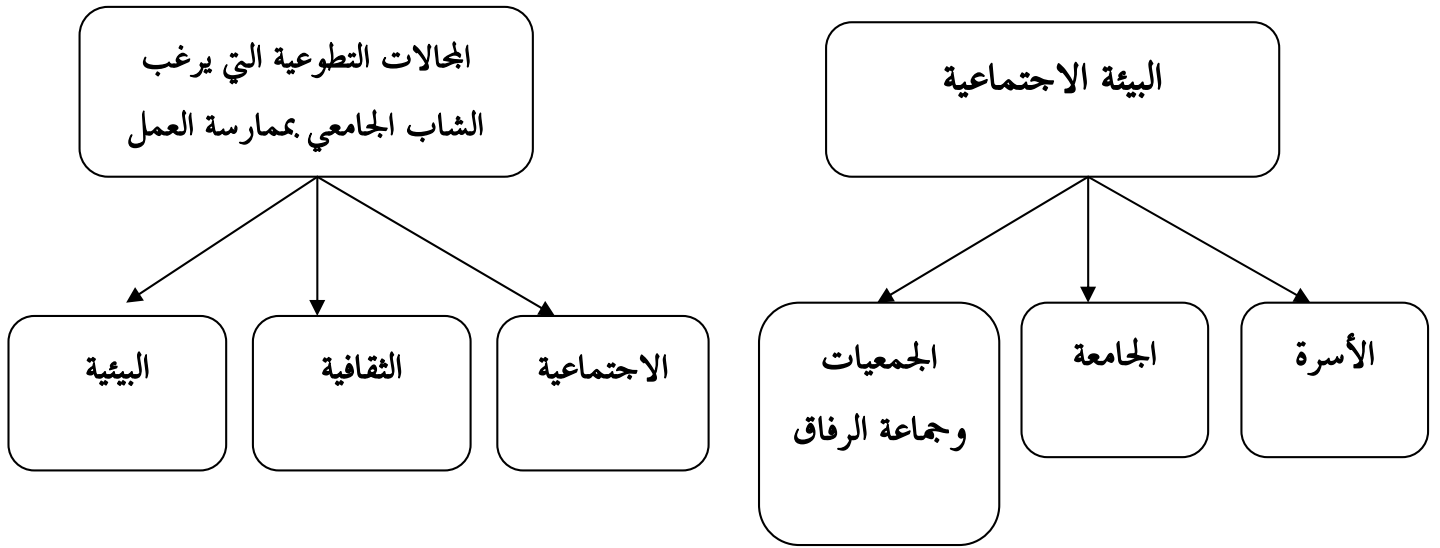 البيئة الاجتماعية
الأسرة
الجامعة
الجمعيات
وجماعة الرفاق
المجالات التطوعية التي يرغب
الشاب الجامعي بممارسة العمل
الاجتماعية
الثقافية
البيئية